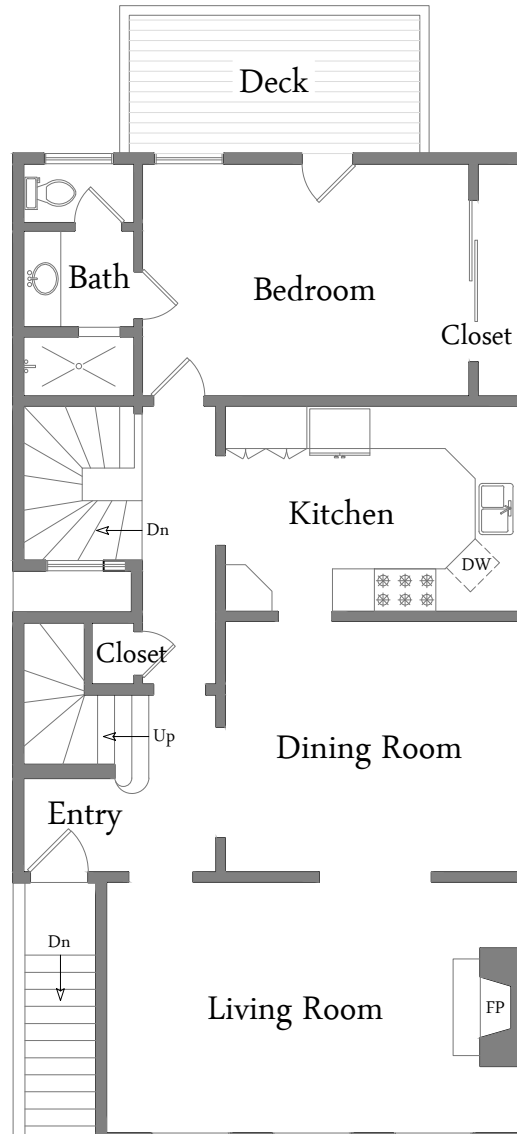 Deck
Bath
Bedroom
Closet
Dn
Kitchen
DW
Closet
Up
Dining Room
Entry
Dn
Living Room
FP